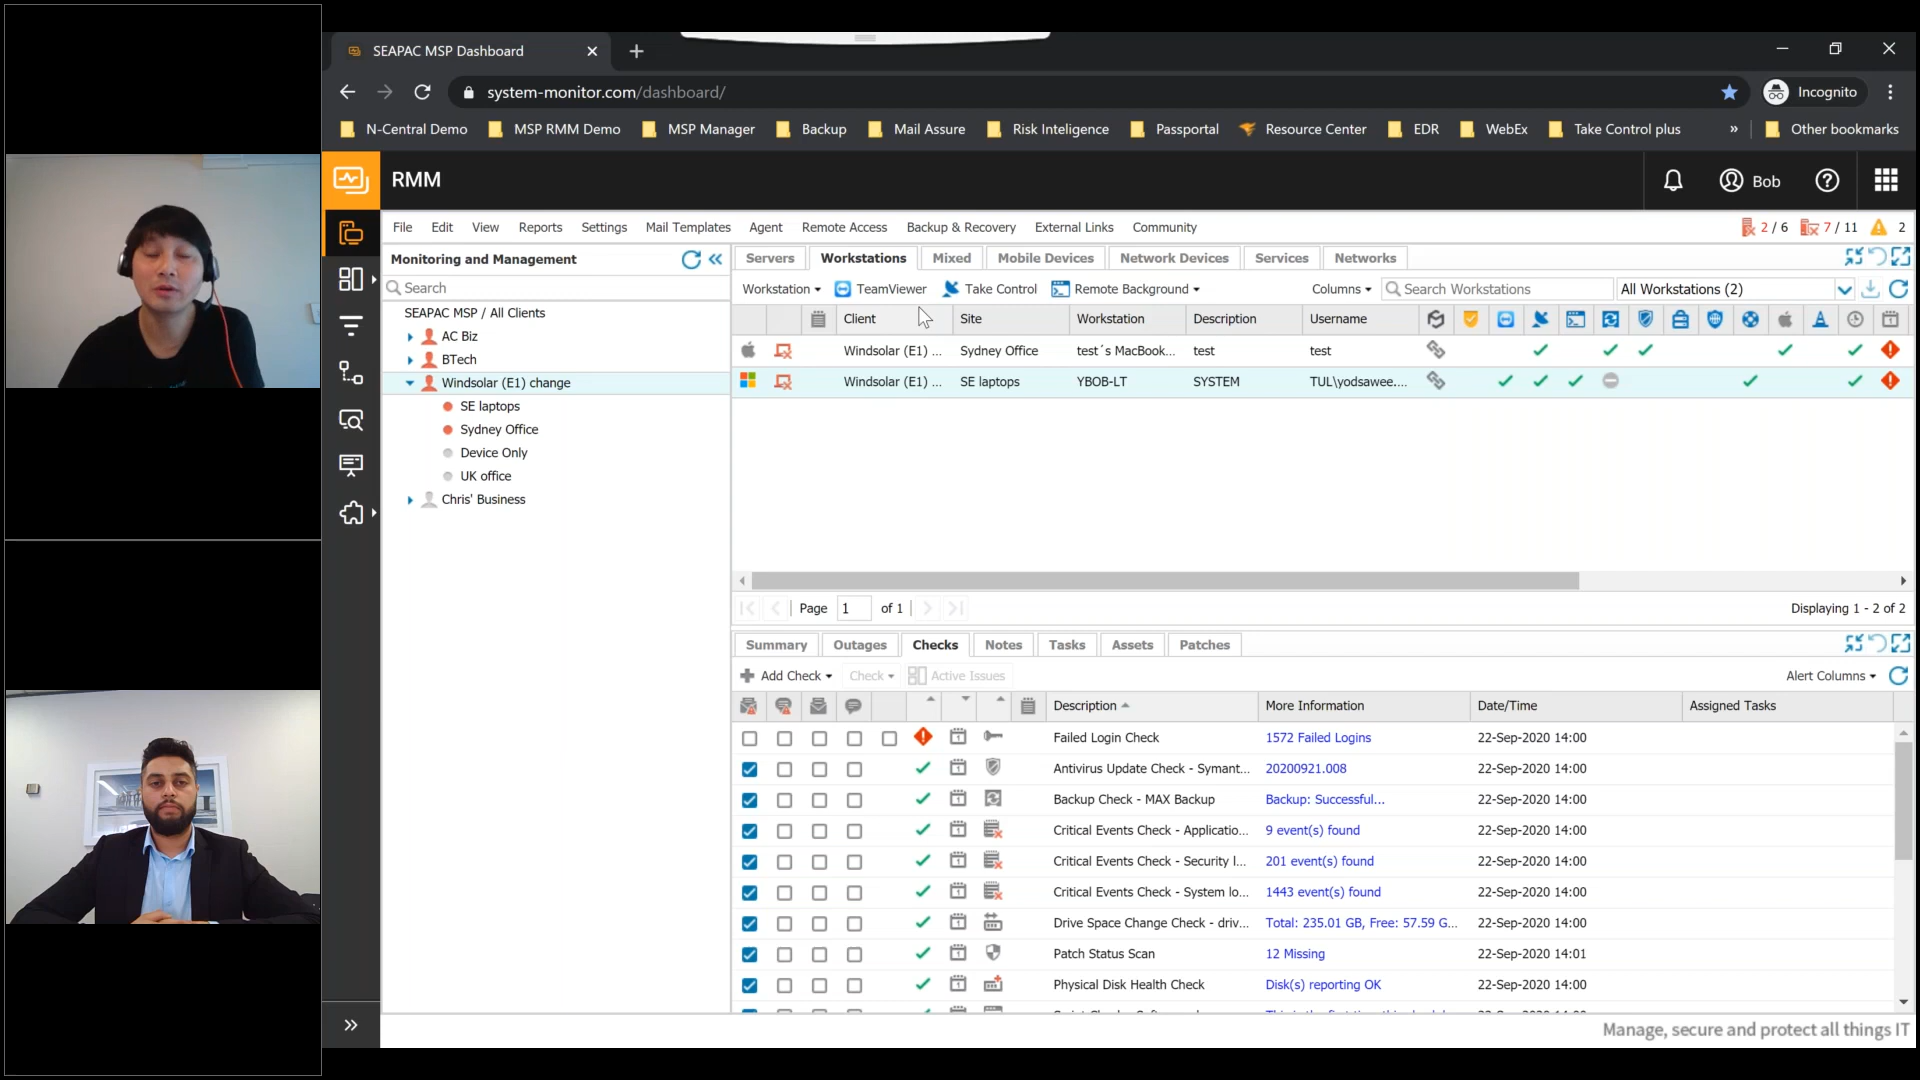 SEAPAC MSP Dashboard
system-monitor.com/dashboard/
Incognito
N-Central Demo MSP RMM Demo MSP Manager Backup Mail Assure Risk Inteligence Passportal Resource Center EDR WebEx Take Control plus » Other bookmarks
RMM
Bob
File Edit View Reports Settings Mail Templates Agent Remote Access Backup & Recovery External Links Community 2 / 6 7 / 11 2
Monitoring and Management
Search
SEAPAC MSP / All Clients
AC Biz
BTech
Windsolar (E1) change
SE laptops
Sydney Office
Device Only
UK office
Chris' Business
Servers Workstations Mixed Mobile Devices Network Devices Services Networks
Workstation TeamViewer Take Control Remote Background Columns Search Workstations All Workstations (2)
Client Site Workstation Description Username
Windsolar (E1) ... Sydney Office test´s MacBook... test test
Windsolar (E1) ... SE laptops YBOB-LT SYSTEM TUL\yodsawee....
Page 1 of 1 Displaying 1 - 2 of 2
Summary Outages Checks Notes Tasks Assets Patches
Add Check Check Active Issues Alert Columns
Description More Information Date/Time Assigned Tasks
Failed Login Check 1572 Failed Logins 22-Sep-2020 14:00
Antivirus Update Check - Symant... 20200921.008 22-Sep-2020 14:00
Backup Check - MAX Backup Backup: Successful... 22-Sep-2020 14:00
Critical Events Check - Applicatio... 9 event(s) found 22-Sep-2020 14:00
Critical Events Check - Security l... 201 event(s) found 22-Sep-2020 14:00
Critical Events Check - System lo... 1443 event(s) found 22-Sep-2020 14:00
Drive Space Change Check - driv... Total: 235.01 GB, Free: 57.59 G... 22-Sep-2020 14:00
Patch Status Scan 12 Missing 22-Sep-2020 14:01
Physical Disk Health Check Disk(s) reporting OK 22-Sep-2020 14:00
Manage, secure and protect all things IT